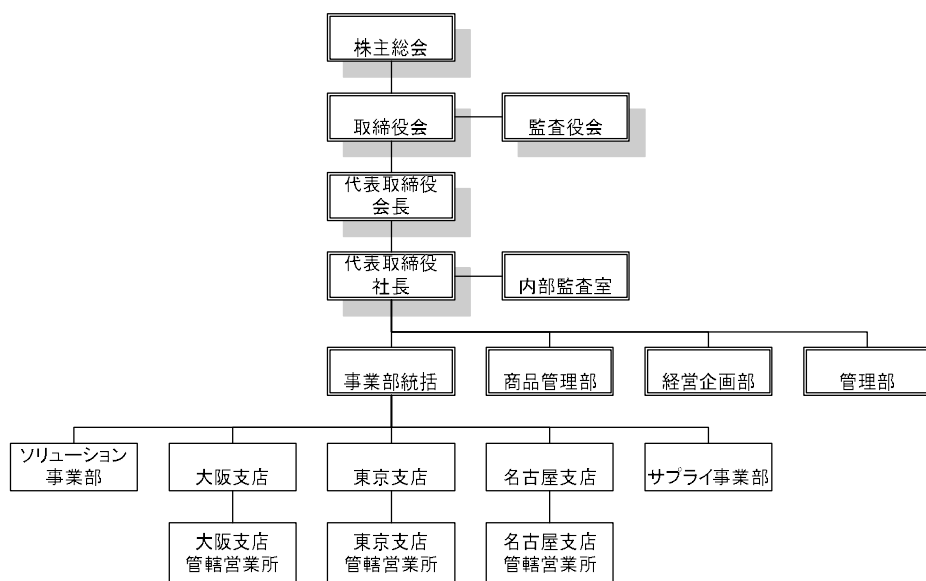 株主総会
取締役会
監査役会
代表取締役
会長
代表取締役
社長
内部監査室
事業部統括
商品管理部
経営企画部
管理部
ソリューション
事業部
大阪支店
東京支店
名古屋支店
サプライ事業部
大阪支店
管轄営業所
東京支店
管轄営業所
名古屋支店
管轄営業所